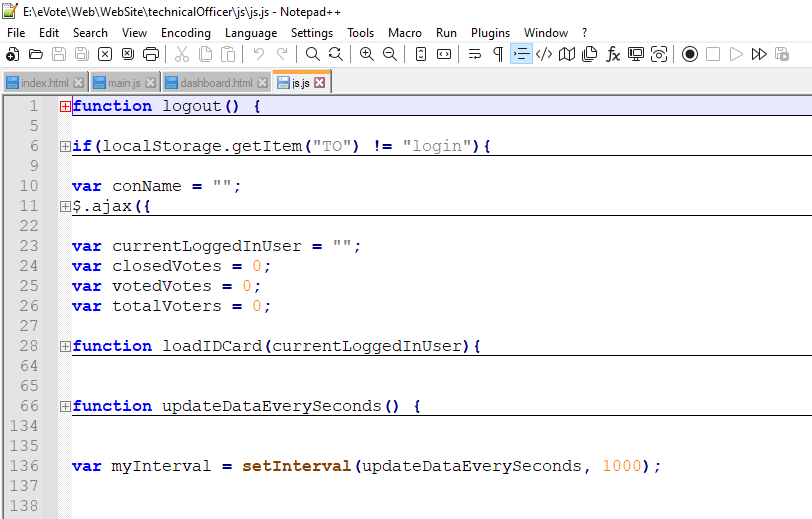 E:\eVote\Web\WebSite\technicalOfficer\js\js.js - Notepad++
File Edit Search View Encoding Language Settings Tools Macro Run Plugins Window ?
index.html main.js dashboard.html js.js
1 function logout() {
5
6 if(localStorage.getItem("TO") != "login"){
9
10 var conName = "";
11 $.ajax({
22
23 var currentLoggedInUser = "";
24 var closedVotes = 0;
25 var votedVotes = 0;
26 var totalVoters = 0;
27
28 function loadIDCard(currentLoggedInUser){
64
65
66 function updateDataEverySeconds() {
134
135
136 var myInterval = setInterval(updateDataEverySeconds, 1000);
137
138